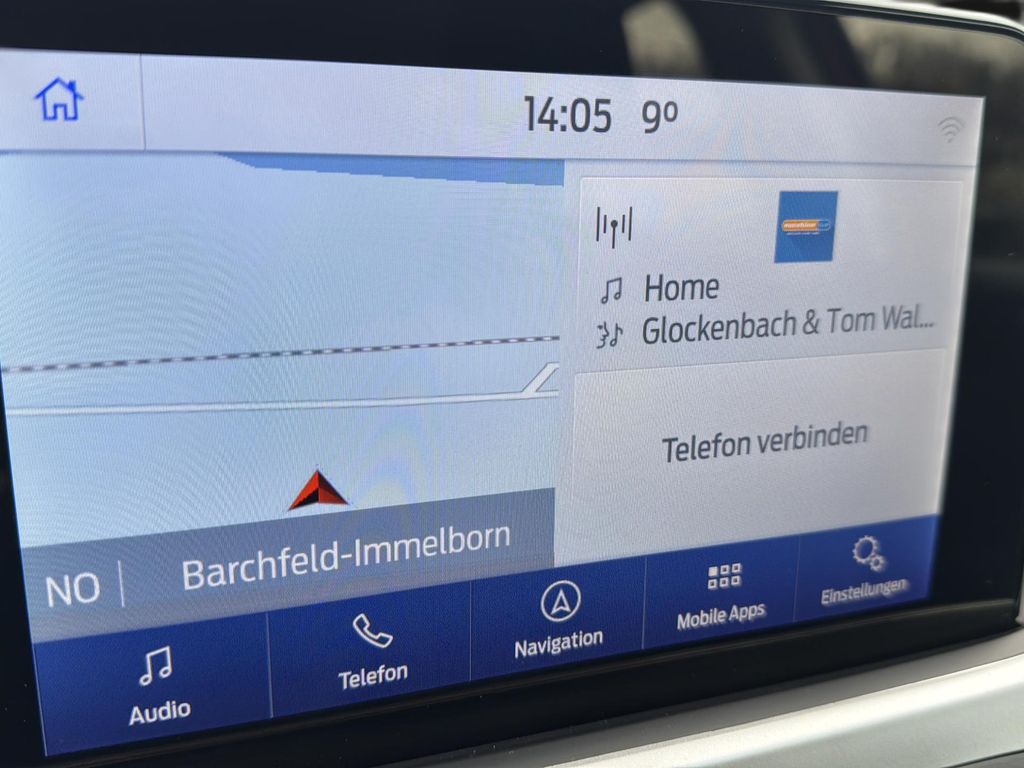 14:05 9º
Home
Glockenbach & Tom Wal...
Telefon verbinden
NO
Barchfeld-Immelborn
Audio
Telefon
Navigation
Mobile Apps
Einstellungen